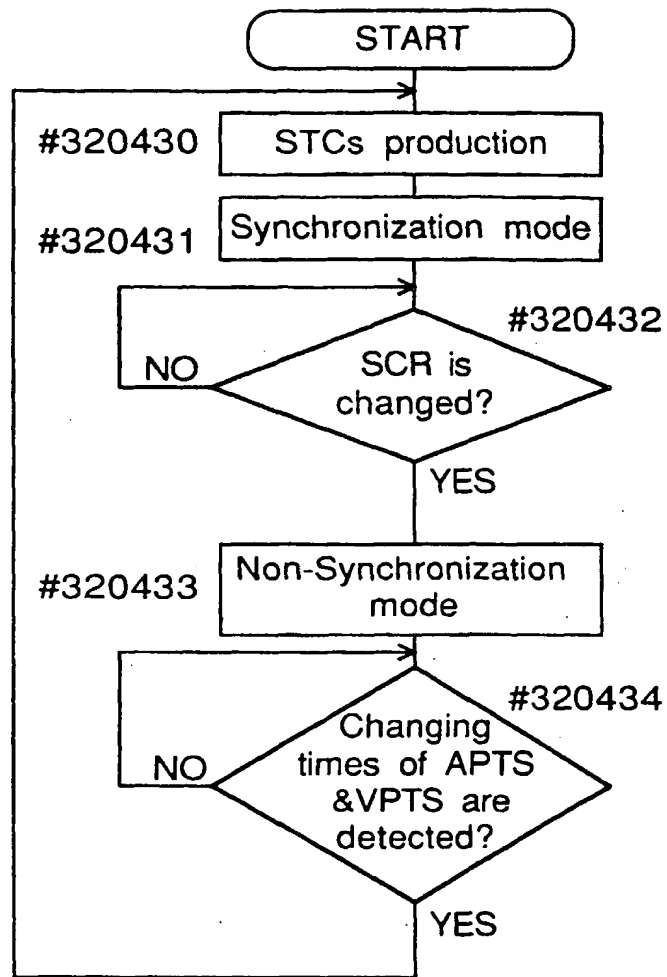 START
#320430
STCs production
#320431
Synchronization mode
#320432
SCR is
changed?
NO
YES
#320433
Non-Synchronization
mode
#320434
Changing
times of APTS
&VPTS are
detected?
NO
YES